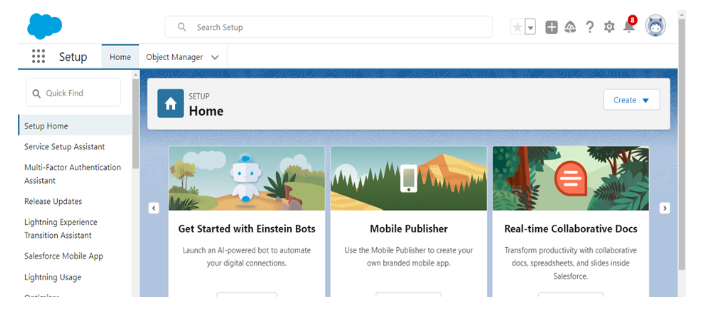 Search Setup
8
Setup
Home
Object Manager
Quick Find
Setup Home
Service Setup Assistant
Multi-Factor Authentication
Assistant
Release Updates
Lightning Experience
Transition Assistant
Salesforce Mobile App
Lightning Usage
SETUP
Home
Create
Get Started with Einstein Bots
Launch an AI-powered bot to automate
your digital connections.
Mobile Publisher
Use the Mobile Publisher to create your
own branded mobile app.
Real-time Collaborative Docs
Transform productivity with collaborative
docs, spreadsheets, and slides inside
Salesforce.